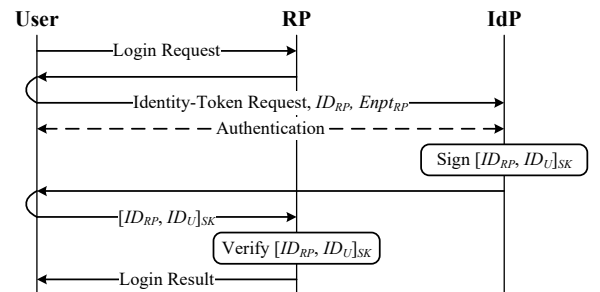 User RP IdP
Login Request
Identity-Token Request, ID_RP, Enpt_RP
Authentication
Sign [ID_RP, ID_U]_SK
[ID_RP, ID_U]_SK
Verify [ID_RP, ID_U]_SK
Login Result